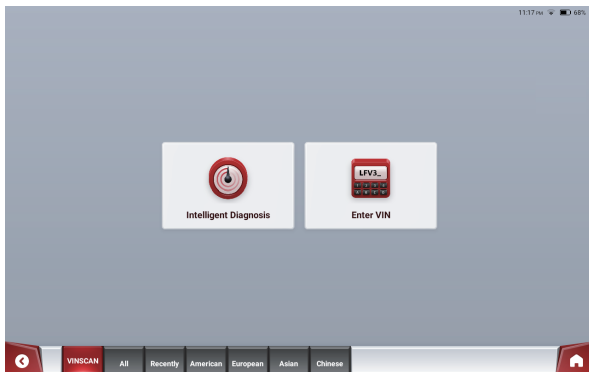 11:17 PM 68%
LFV3_
Intelligent Diagnosis
Enter VIN
VINSCAN All Recently American European Asian Chinese